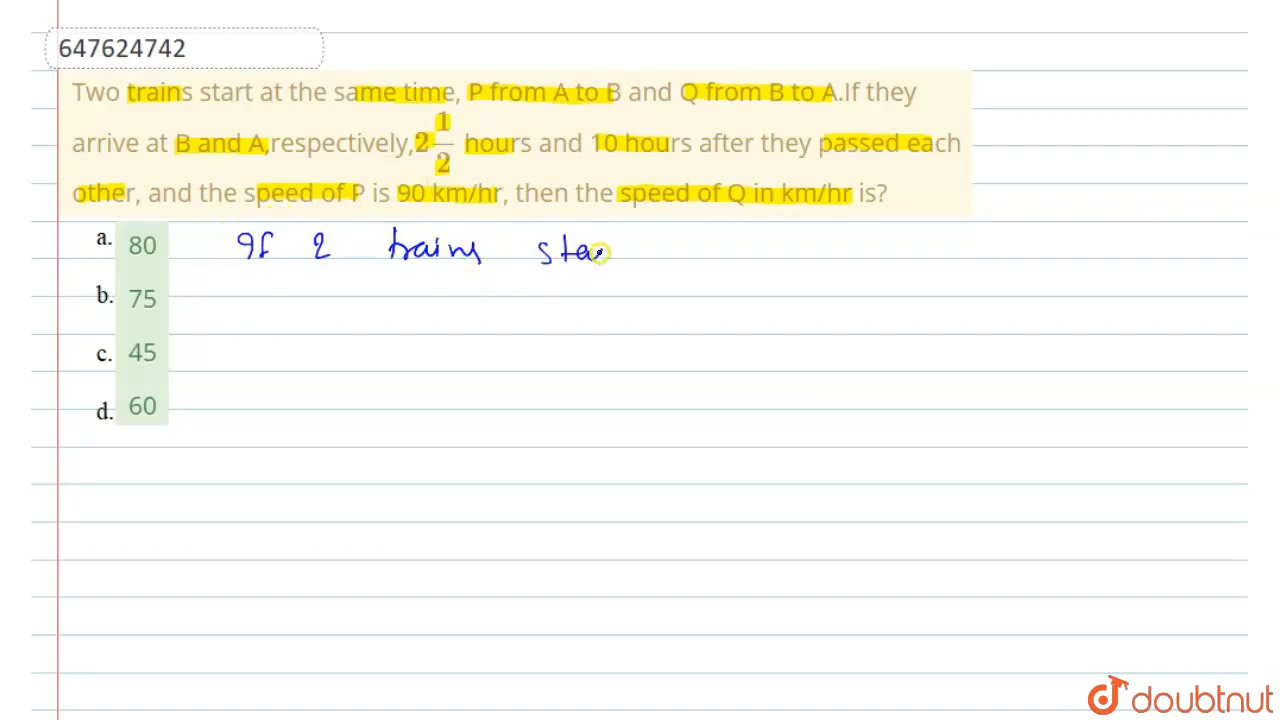 647624742
Two trains start at the same time, P from A to B and Q from B to A.If they
arrive at B and A,respectively,2 1/2 hours and 10 hours after they passed each
other, and the speed of P is 90 km/hr, then the speed of Q in km/hr is?
a. 80
If 2 trains sta
b. 75
c. 45
d. 60
doubtnut